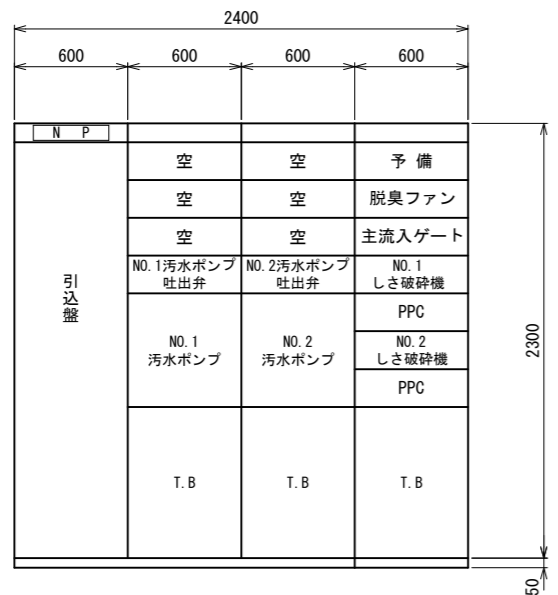 2400
600 600 600 600
N P
空 空 予 備
空 空 脱臭ファン
空 空 主流入ゲート
引込盤
NO.1汚水ポンプ
吐出弁
NO.2汚水ポンプ
吐出弁
NO.1
しさ破砕機
PPC
NO.1
汚水ポンプ
NO.2
汚水ポンプ
NO.2
しさ破砕機
PPC
T.B T.B T.B
2300
50